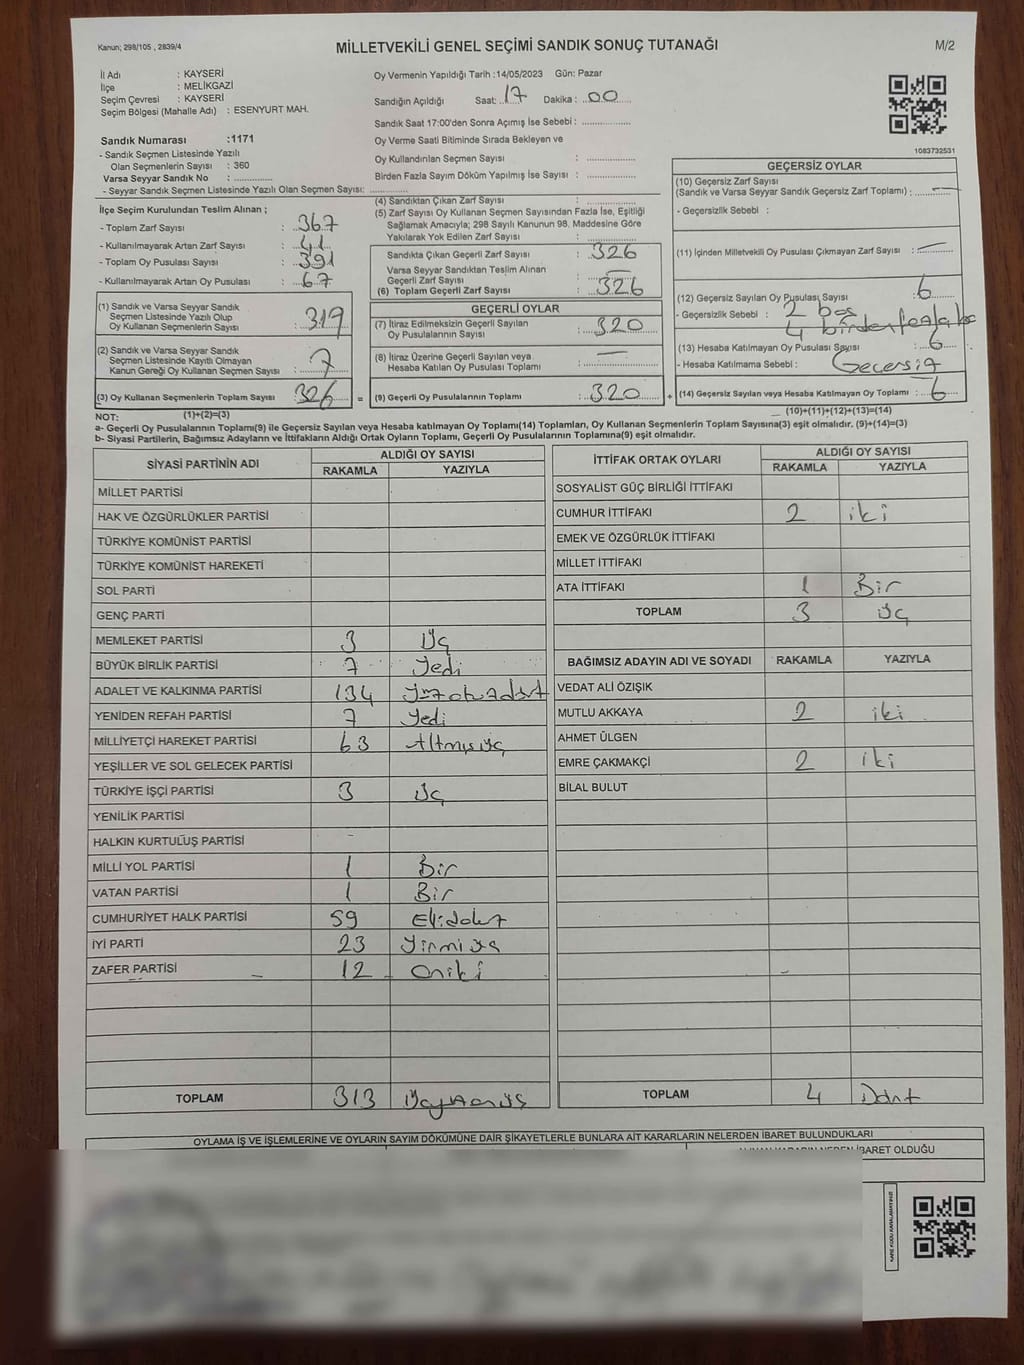 Kanun; 298/105 , 2839/4
MİLLETVEKİLİ GENEL SEÇİMİ SANDIK SONUÇ TUTANAĞI
M/2
İl Adı : KAYSERİ
İlçe : MELİKGAZİ
Seçim Çevresi : KAYSERİ
Seçim Bölgesi (Mahalle Adı) : ESENYURT MAH.
Sandık Numarası :1171
- Sandık Seçmen Listesinde Yazılı
Olan Seçmenlerin Sayısı : 360
Varsa Seyyar Sandık No : ..............
- Seyyar Sandık Seçmen Listesinde Yazılı Olan Seçmen Sayısı: ..............
Oy Vermenin Yapıldığı Tarih :14/05/2023 Gün: Pazar
Sandığın Açıldığı Saat: 17 Dakika : 00
Sandık Saat 17:00'den Sonra Açımış İse Sebebi : ..................
Oy Verme Saati Bitiminde Sırada Bekleyen ve
Oy Kullandırılan Seçmen Sayısı : ..................
Birden Fazla Sayım Döküm Yapılmış İse Sayısı : ..................
1083732531
İlçe Seçim Kurulundan Teslim Alınan ;
- Toplam Zarf Sayısı : 367
- Kullanılmayarak Artan Zarf Sayısı : 41
- Toplam Oy Pusulası Sayısı : 391
- Kullanılmayarak Artan Oy Pusulası : 67
(1) Sandık ve Varsa Seyyar Sandık
Seçmen Listesinde Yazılı Olup
Oy Kullanan Seçmenlerin Sayısı : 319
(2) Sandık ve Varsa Seyyar Sandık
Seçmen Listesinde Kayıtlı Olmayan
Kanun Gereği Oy Kullanan Seçmen Sayısı : 7
(3) Oy Kullanan Seçmenlerin Toplam Sayısı : 326 =
(4) Sandıktan Çıkan Zarf Sayısı : ..............
(5) Zarf Sayısı Oy Kullanan Seçmen Sayısından Fazla İse, Eşitliği
Sağlamak Amacıyla; 298 Sayılı Kanunun 98. Maddesine Göre
Yakılarak Yok Edilen Zarf Sayısı : ..............
Sandıkta Çıkan Geçerli Zarf Sayısı : 326
Varsa Seyyar Sandıktan Teslim Alınan
Geçerli Zarf Sayısı : —
(6) Toplam Geçerli Zarf Sayısı : 326
GEÇERLİ OYLAR
(7) İtiraz Edilmeksizin Geçerli Sayılan
Oy Pusulalarının Sayısı : 320
(8) İtiraz Üzerine Geçerli Sayılan veya
Hesaba Katılan Oy Pusulası Toplamı : —
(9) Geçerli Oy Pusulalarının Toplamı : 320 +
GEÇERSİZ OYLAR
(10) Geçersiz Zarf Sayısı
(Sandık ve Varsa Seyyar Sandık Geçersiz Zarf Toplamı) : —
- Geçersizlik Sebebi :
(11) İçinden Milletvekili Oy Pusulası Çıkmayan Zarf Sayısı : —
(12) Geçersiz Sayılan Oy Pusulası Sayısı : 6
- Geçersizlik Sebebi : 2 boş
4 birden fazla
(13) Hesaba Katılmayan Oy Pusulası Sayısı : 6
- Hesaba Katılmama Sebebi : Geçersiz
(14) Geçersiz Sayılan veya Hesaba Katılmayan Oy Toplamı : 6
NOT: (1)+(2)=(3)
(10)+(11)+(12)+(13)=(14)
a- Geçerli Oy Pusulalarının Toplamı(9) ile Geçersiz Sayılan veya Hesaba katılmayan Oy Toplamı(14) Toplamları, Oy Kullanan Seçmenlerin Toplam Sayısına(3) eşit olmalıdır. (9)+(14)=(3)
b- Siyasi Partilerin, Bağımsız Adayların ve İttifakların Aldığı Ortak Oyların Toplamı, Geçerli Oy Pusulalarının Toplamına(9) eşit olmalıdır.
SİYASİ PARTİNİN ADI ALDIĞI OY SAYISI
RAKAMLA YAZIYLA
MİLLET PARTİSİ
HAK VE ÖZGÜRLÜKLER PARTİSİ
TÜRKİYE KOMÜNİST PARTİSİ
TÜRKİYE KOMÜNİST HAREKETİ
SOL PARTİ
GENÇ PARTİ
MEMLEKET PARTİSİ 3 üç
BÜYÜK BİRLİK PARTİSİ 7 Yedi
ADALET VE KALKINMA PARTİSİ 134 Yüzotuzdört
YENİDEN REFAH PARTİSİ 7 Yedi
MİLLİYETÇİ HAREKET PARTİSİ 63 Altmışüç
YEŞİLLER VE SOL GELECEK PARTİSİ
TÜRKİYE İŞÇİ PARTİSİ 3 üç
YENİLİK PARTİSİ
HALKIN KURTULUŞ PARTİSİ
MİLLİ YOL PARTİSİ 1 Bir
VATAN PARTİSİ 1 Bir
CUMHURİYET HALK PARTİSİ 59 Ellidokuz
İYİ PARTİ 23 Yirmi üç
ZAFER PARTİSİ 12 Oniki
TOPLAM 313 Üçyüzonüç
İTTİFAK ORTAK OYLARI ALDIĞI OY SAYISI
RAKAMLA YAZIYLA
SOSYALİST GÜÇ BİRLİĞİ İTTİFAKI
CUMHUR İTTİFAKI 2 iki
EMEK VE ÖZGÜRLÜK İTTİFAKI
MİLLET İTTİFAKI
ATA İTTİFAKI 1 Bir
TOPLAM 3 üç
BAĞIMSIZ ADAYIN ADI VE SOYADI RAKAMLA YAZIYLA
VEDAT ALİ ÖZIŞIK
MUTLU AKKAYA 2 iki
AHMET ÜLGEN
EMRE ÇAKMAKÇİ 2 iki
BİLAL BULUT
TOPLAM 4 Dört
OYLAMA İŞ VE İŞLEMLERİNE VE OYLARIN SAYIM DÖKÜMÜNE DAİR ŞİKAYETLERLE BUNLARA AİT KARARLARIN NELERDEN İBARET BULUNDUKLARI
İBARET OLDUĞU